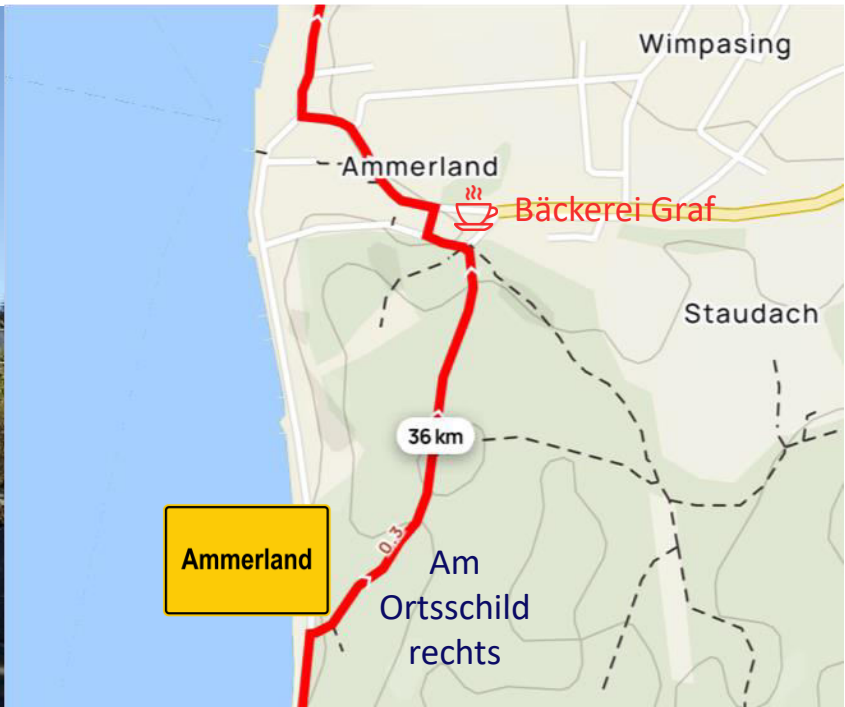 Wimpasing
Ammerland
Bäckerei Graf
Staudach
36 km
0.3
Ammerland
Am
Ortsschild
rechts